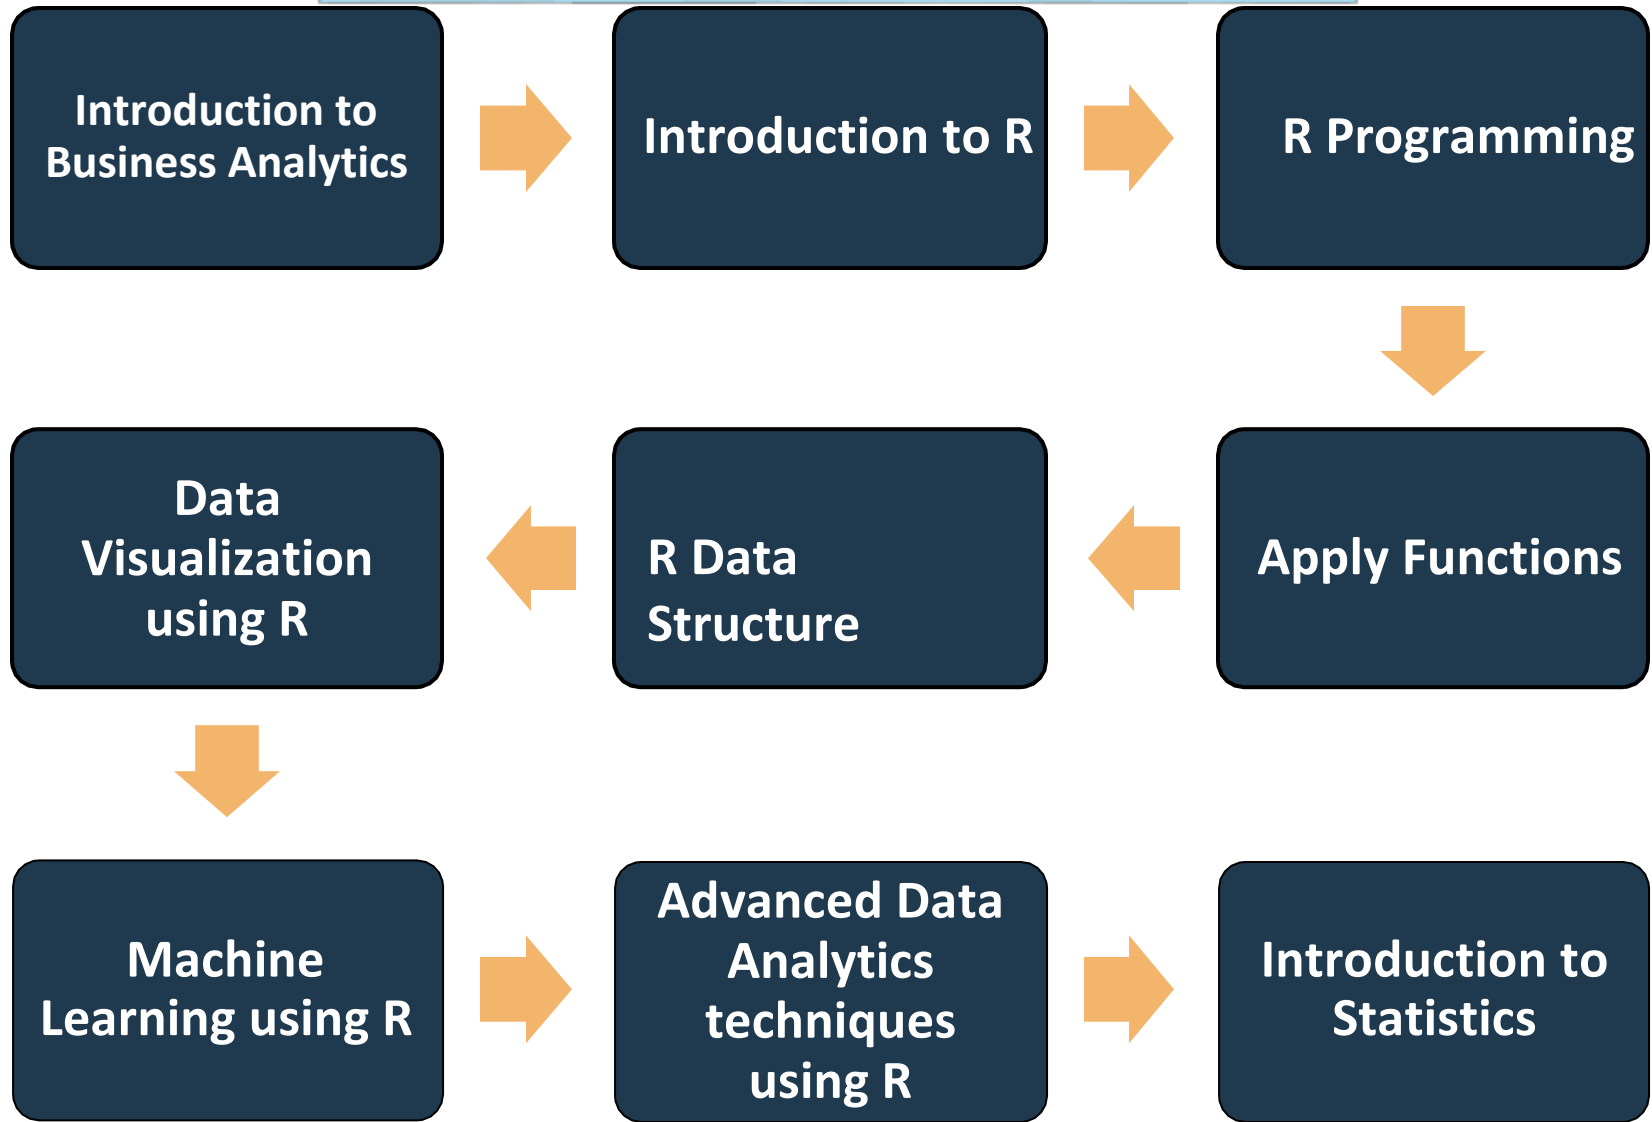 Introduction to
Business Analytics
Introduction to R
R Programming
Apply Functions
R Data
Structure
Data
Visualization
using R
Machine
Learning using R
Advanced Data
Analytics
techniques
using R
Introduction to
Statistics